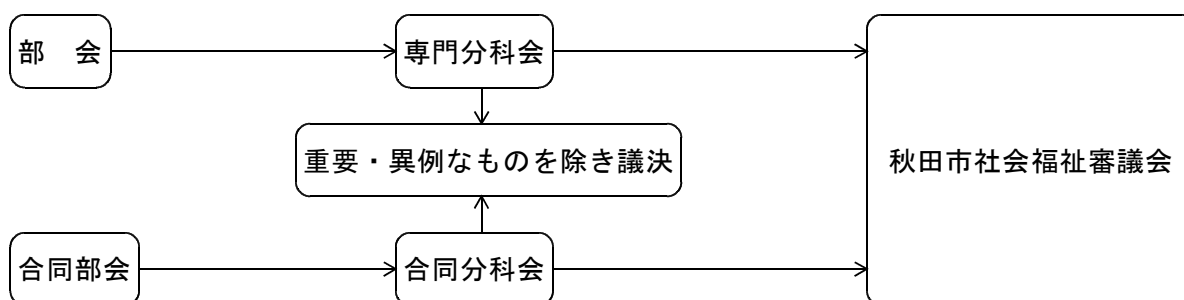 部　会
専門分科会
重要・異例なものを除き議決
秋田市社会福祉審議会
合同部会
合同分科会